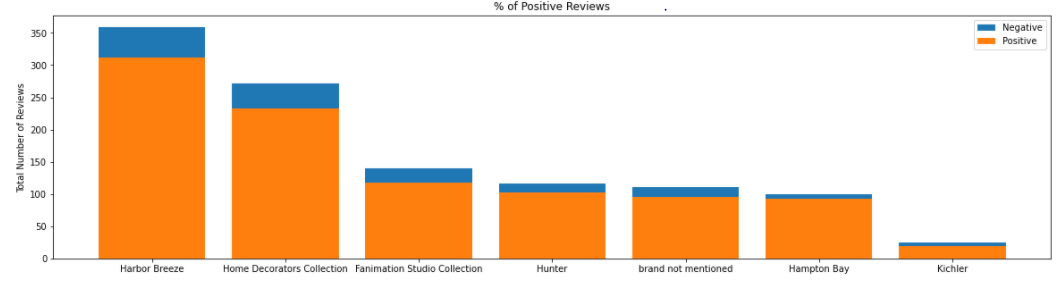 % of Positive Reviews .
Negative
Positive
Total Number of Reviews
350
300
250
200
150
100
50
0
Harbor Breeze Home Decorators Collection Fanimation Studio Collection Hunter brand not mentioned Hampton Bay Kichler